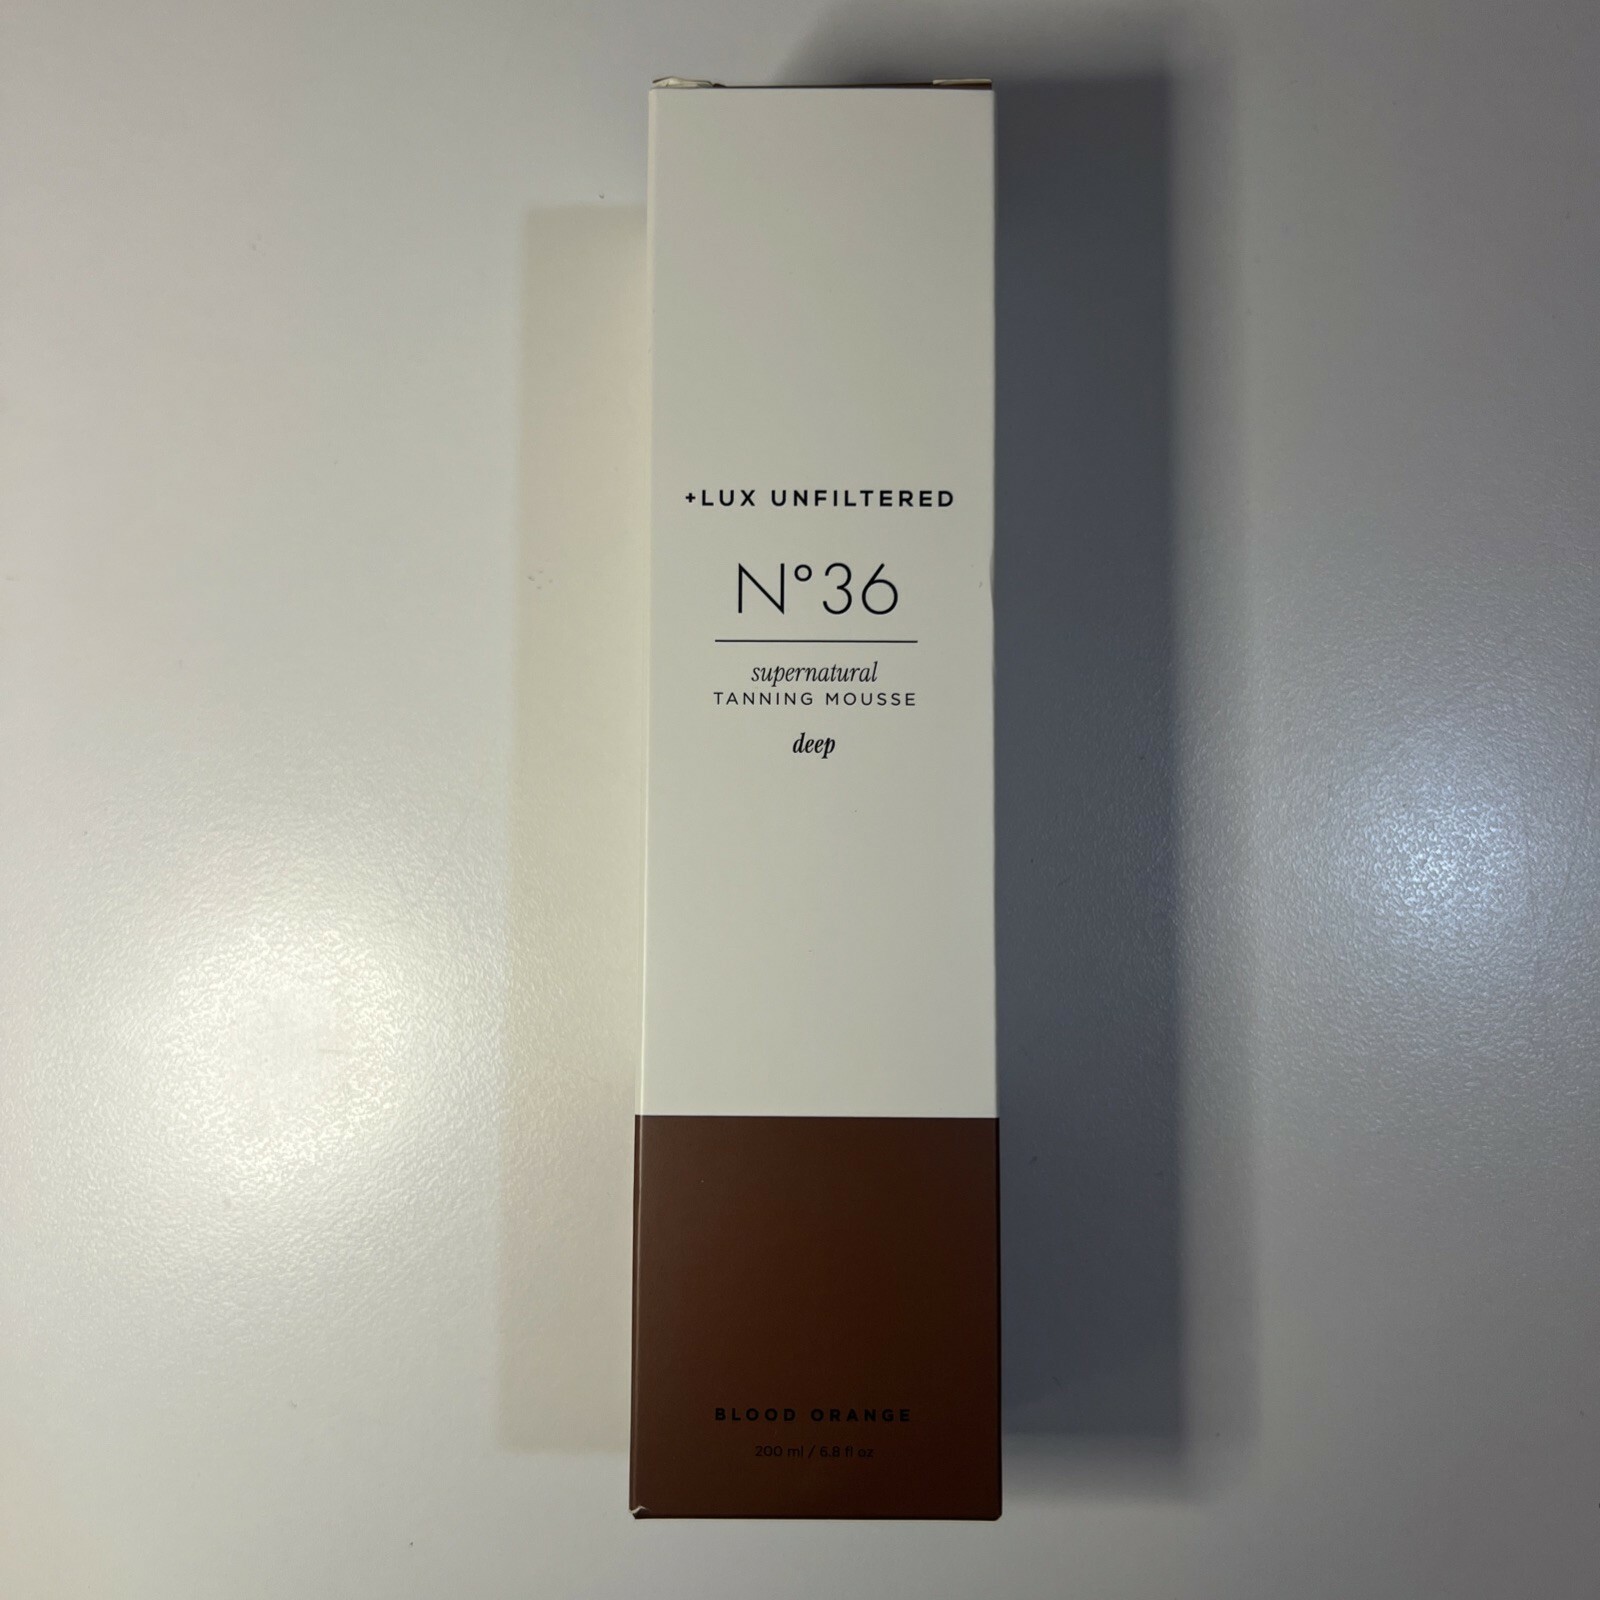 +LUX UNFILTERED
N°36
supernatural
TANNING MOUSSE
deep
BLOOD ORANGE
200 ml / 6.8 fl oz